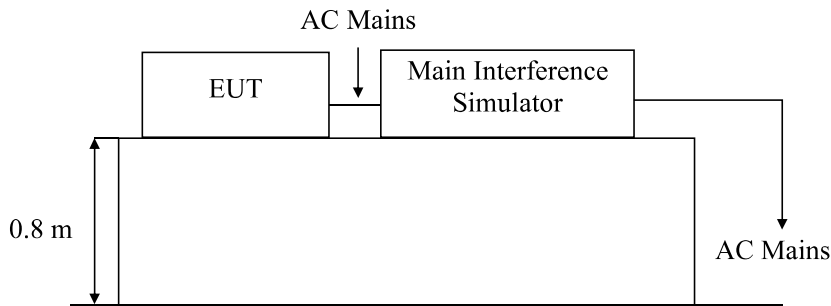 AC Mains
EUT
Main Interference
Simulator
0.8 m
AC Mains